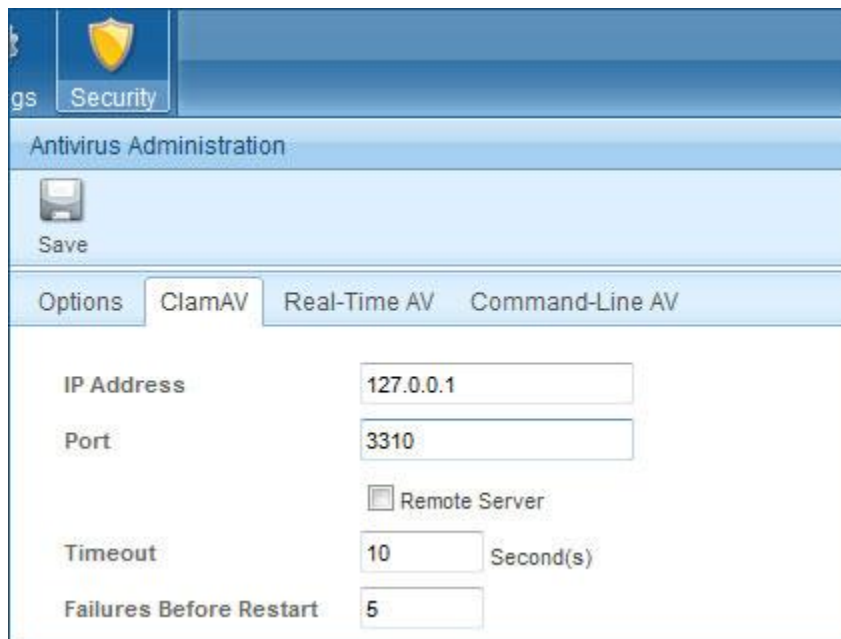 gs Security
Antivirus Administration
Save
Options ClamAV Real-Time AV Command-Line AV
IP Address 127.0.0.1
Port 3310
Remote Server
Timeout 10 Second(s)
Failures Before Restart 5